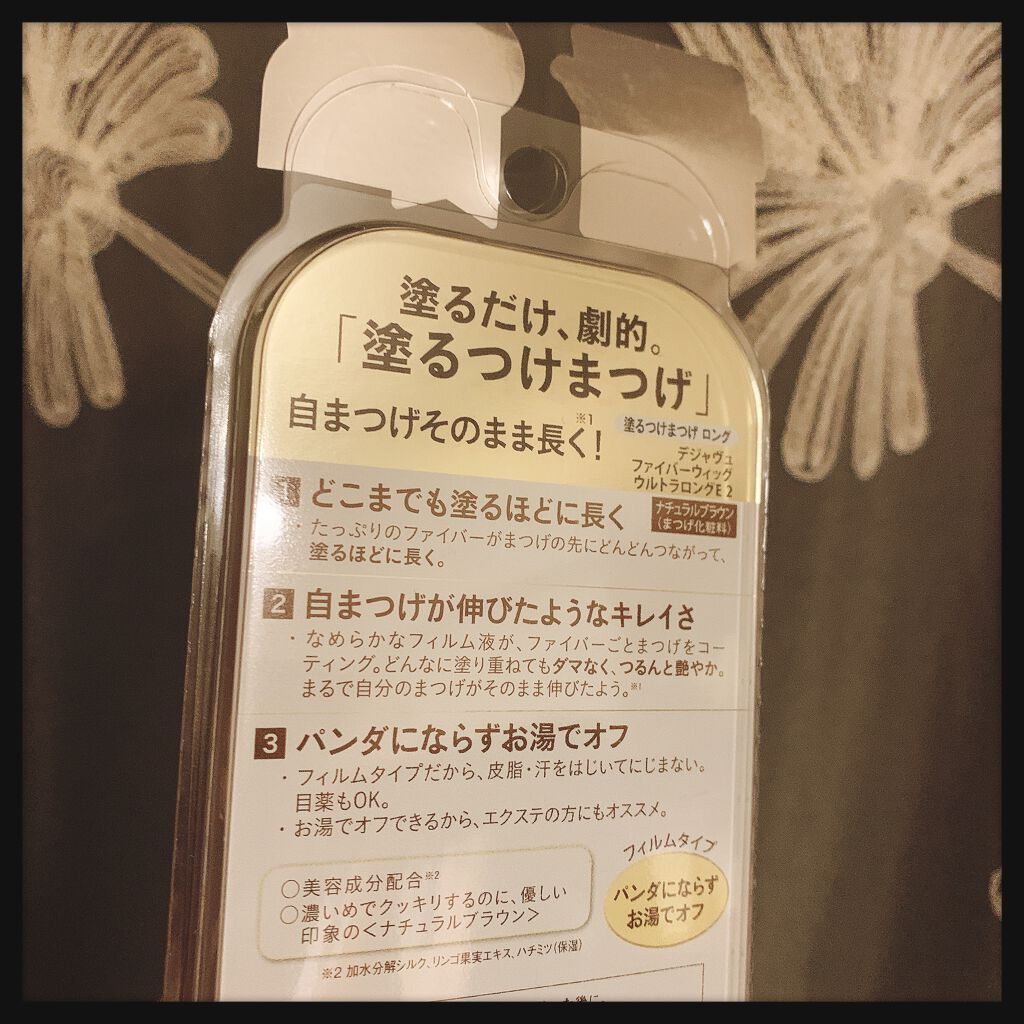 塗るだけ、劇的。
「塗るつけまつげ」
自まつげそのまま長く!※1
塗るつけまつげ ロング
デジャヴュ
ファイバーウィッグ
ウルトラロングE 2
ナチュラルブラウン
(まつげ化粧料)
1 どこまでも塗るほどに長く
・たっぷりのファイバーがまつげの先にどんどんつながって、
塗るほどに長く。
2 自まつげが伸びたようなキレイさ
・なめらかなフィルム液が、ファイバーごとまつげをコー
ティング。どんなに塗り重ねてもダマなく、つるんと艶やか。
まるで自分のまつげがそのまま伸びたよう。※1
3 パンダにならずお湯でオフ
・フィルムタイプだから、皮脂・汗をはじいてにじまない。
目薬もOK。
・お湯でオフできるから、エクステの方にもオススメ。
フィルムタイプ
パンダにならず
お湯でオフ
○美容成分配合※2
○濃いめでクッキリするのに、優しい
印象の<ナチュラルブラウン>
※2 加水分解シルク、リンゴ果実エキス、ハチミツ(保湿)